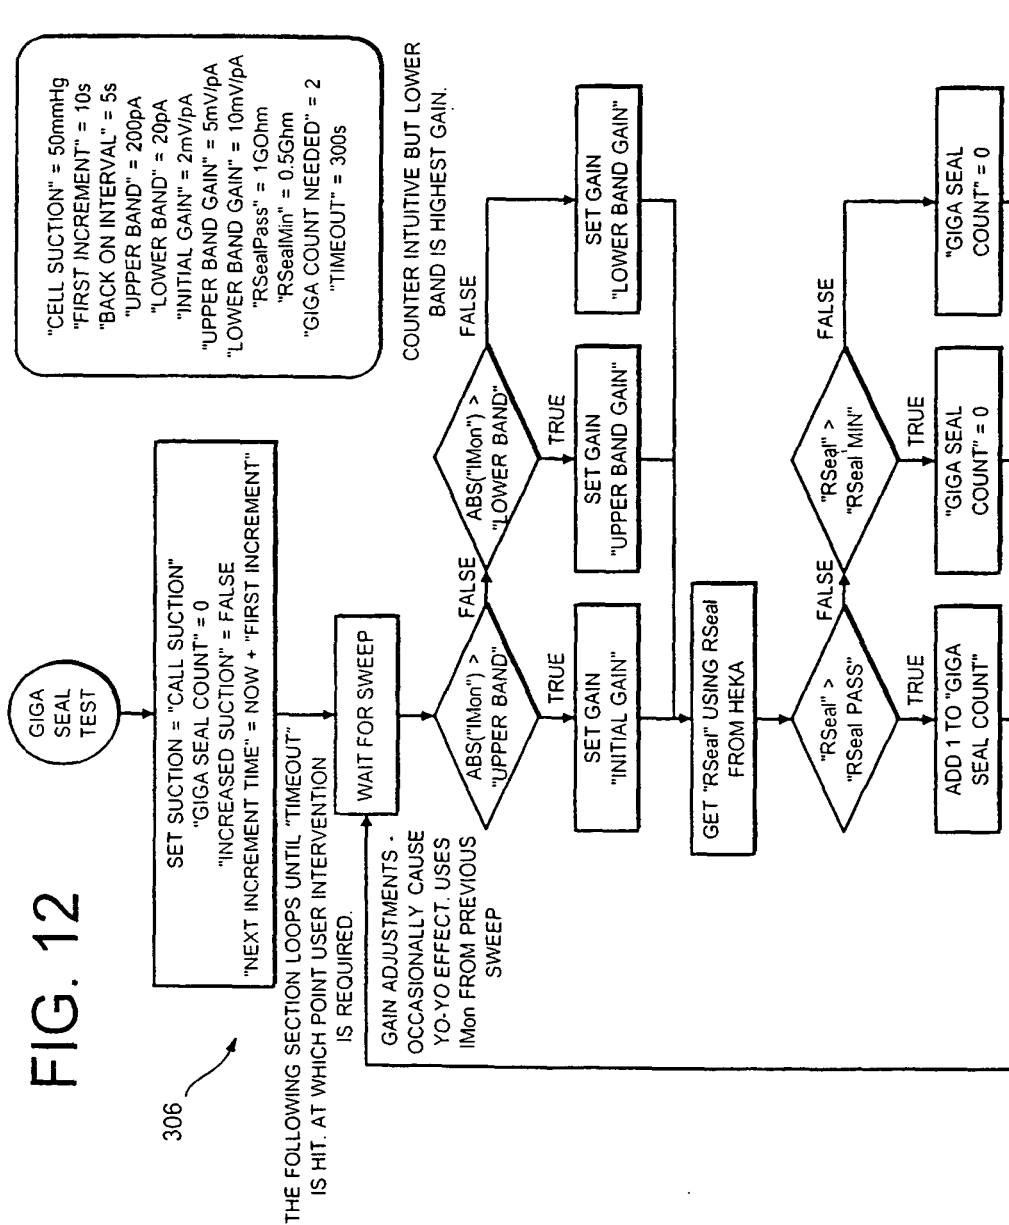 FIG. 12
306
GIGA
SEAL
TEST
"CELL SUCTION" = 50mmHg
"FIRST INCREMENT" = 10s
"BACK ON INTERVAL" = 5s
"UPPER BAND" = 200pA
"LOWER BAND" = 20pA
"INITIAL GAIN" = 2mV/pA
"UPPER BAND GAIN" = 5mV/pA
"LOWER BAND GAIN" = 10mV/pA
"RSealPass" = 1GOhm
"RSealMin" = 0.5Ghm
"GIGA COUNT NEEDED" = 2
"TIMEOUT" = 300s
SET SUCTION = "CALL SUCTION"
"GIGA SEAL COUNT" = 0
"INCREASED SUCTION" = FALSE
"NEXT INCREMENT TIME" = NOW + "FIRST INCREMENT"
THE FOLLOWING SECTION LOOPS UNTIL "TIMEOUT"
IS HIT. AT WHICH POINT USER INTERVENTION
IS REQUIRED.
WAIT FOR SWEEP
GAIN ADJUSTMENTS -
OCCASIONALLY CAUSE
YO-YO EFFECT. USES
IMon FROM PREVIOUS
SWEEP
COUNTER INTUITIVE BUT LOWER
BAND IS HIGHEST GAIN.
ABS("IMon") >
"UPPER BAND"
FALSE
TRUE
ABS("IMon") >
"LOWER BAND"
FALSE
TRUE
SET GAIN
"INITIAL GAIN"
SET GAIN
"UPPER BAND GAIN"
SET GAIN
"LOWER BAND GAIN"
GET "RSeal" USING RSeal
FROM HEKA
"RSeal" >
"RSeal PASS"
FALSE
TRUE
"RSeal" >
"RSeal MIN"
FALSE
TRUE
ADD 1 TO "GIGA
SEAL COUNT"
"GIGA SEAL
COUNT" = 0
"GIGA SEAL
COUNT" = 0